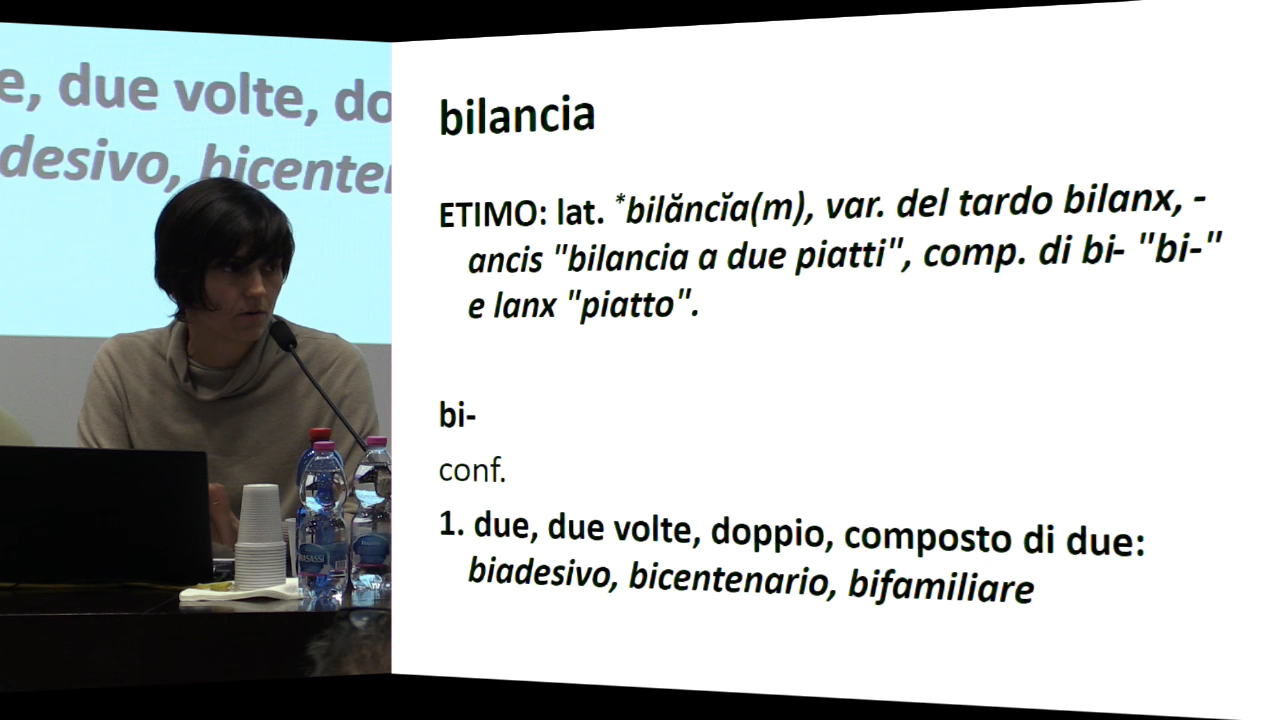 e, due volte, do
desivo, bicenter
bilancia
ETIMO: lat. *bilăncĭa(m), var. del tardo bilanx, -
ancis "bilancia a due piatti", comp. di bi- "bi-"
e lanx "piatto".
bi-
conf.
1. due, due volte, doppio, composto di due:
biadesivo, bicentenario, bifamiliare